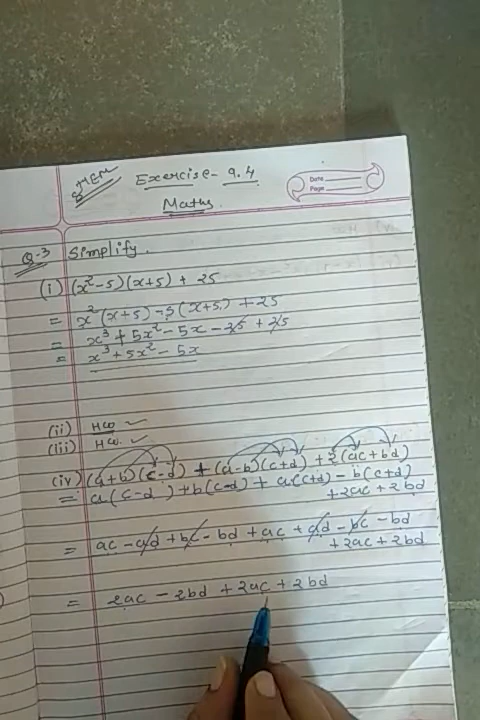 Exercise- 9.4
Date
Page
Maths.
Q-3 Simplify.
(i) (x²-5)(x+5) + 25
= x²(x+5) -5(x+5) +25
= x³ + 5x² - 5x - 25 + 25
= x³+5x² - 5x
(ii) H.W ✓
(iii) H.W. ✓
(iv) (a+b)(c-d) + (a-b)(c+d) + 2(ac+bd)
= a(c-d) + b(c-d) + a(c+d) - b(c+d)
+2ac + 2bd
= ac - ad + bc - bd + ac + ad - bc - bd
+2ac + 2bd
= 2ac - 2bd + 2ac + 2bd